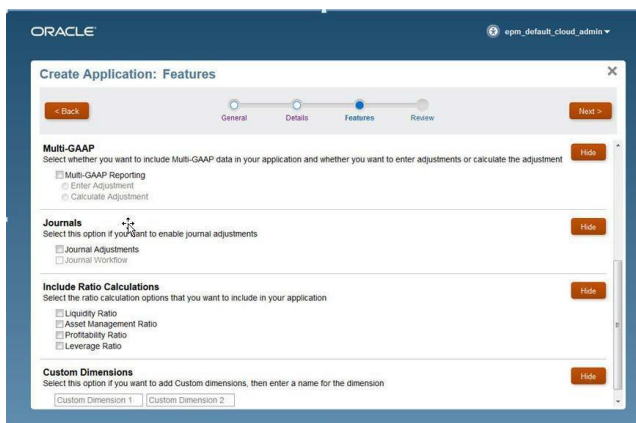 ORACLE
epm_default_cloud_admin
Create Application: Features
< Back
General
Details
Features
Review
Next >
Multi-GAAP
Select whether you want to include Multi-GAAP data in your application and whether you want to enter adjustments or calculate the adjustment
Hide
Multi-GAAP Reporting
Enter Adjustment
Calculate Adjustment
Journals
Select this option if you want to enable journal adjustments
Hide
Journal Adjustments
Journal Workflow
Include Ratio Calculations
Select the ratio calculation options that you want to include in your application
Hide
Liquidity Ratio
Asset Management Ratio
Profitability Ratio
Leverage Ratio
Custom Dimensions
Select this option if you want to add Custom dimensions, then enter a name for the dimension
Hide
Custom Dimension 1
Custom Dimension 2